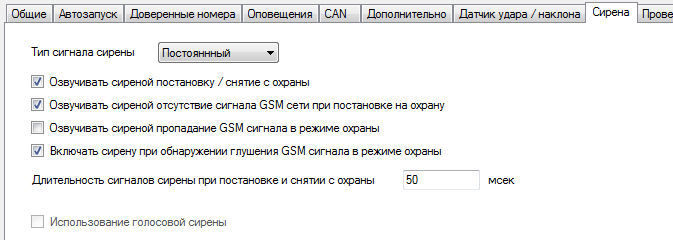 Общие Автозапуск Доверенные номера Оповещения CAN Дополнительно Датчик удара / наклона Сирена Прове
Тип сигнала сирены Постояннный
Озвучивать сиреной постановку / снятие с охраны
Озвучивать сиреной отсутствие сигнала GSM сети при постановке на охрану
Озвучивать сиреной пропадание GSM сигнала в режиме охраны
Включать сирену при обнаружении глушения GSM сигнала в режиме охраны
Длительность сигналов сирены при постановке и снятии с охраны 50 мсек
Использование голосовой сирены